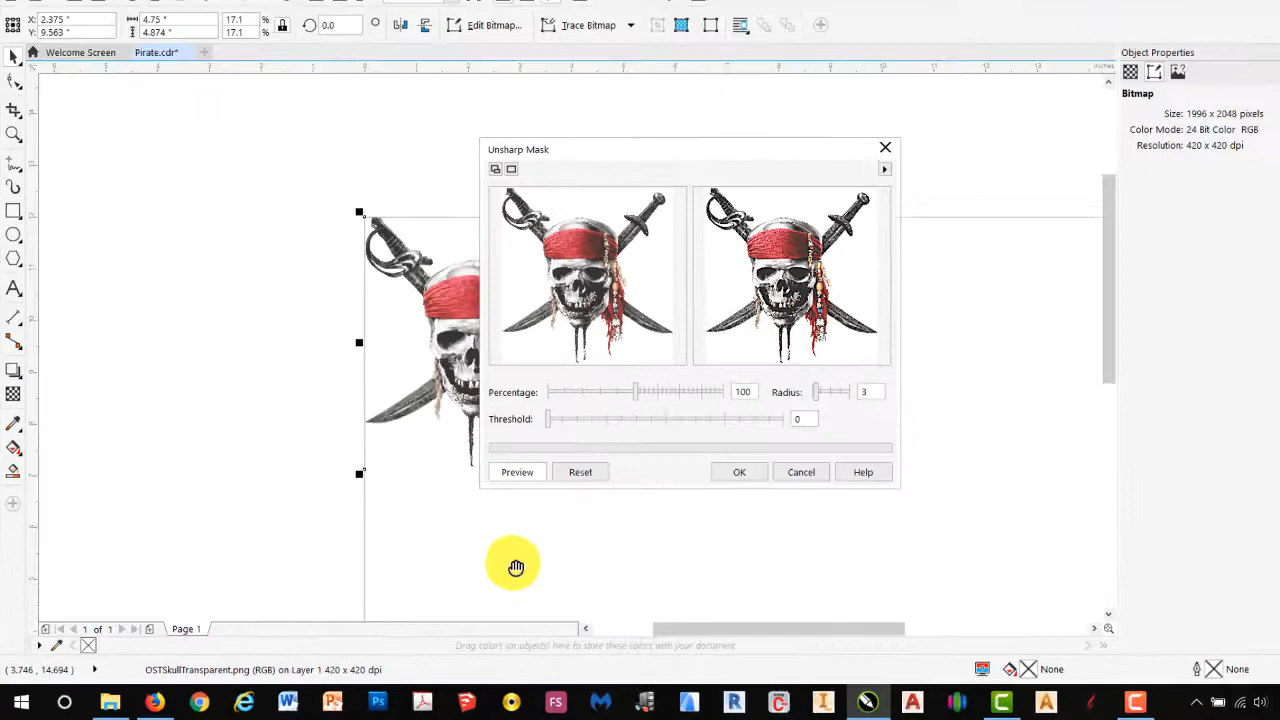 X: 2.375 " 4.75 " 17.1 % 0.0 Edit Bitmap... Trace Bitmap
Y: 9.563 " 4.874 " 17.1 %
Welcome Screen Pirate.cdr*
inches
Object Properties
Bitmap
Size: 1996 x 2048 pixels
Color Mode: 24 Bit Color RGB
Resolution: 420 x 420 dpi
Unsharp Mask
Percentage: 100 Radius: 3
Threshold: 0
Preview Reset OK Cancel Help
1 of 1 Page 1
Drag colors (or objects) here to store these colors with your document
( 3.746, 14.694 ) OSTSkullTransparent.png (RGB) on Layer 1 420 x 420 dpi None None